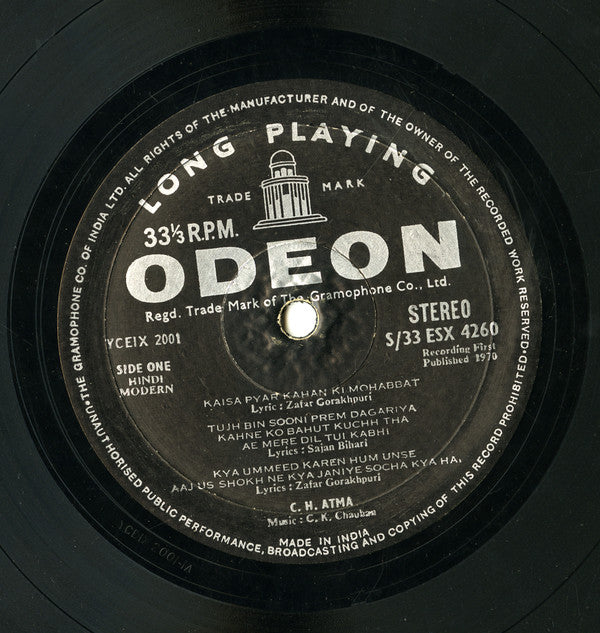 THE GRAMOPHONE CO. OF INDIA LTD. ALL RIGHTS OF THE MANUFACTURER AND OF THE OWNER OF THE RECORDED WORK RESERVED.
UNAUTHORISED PUBLIC PERFORMANCE, BROADCASTING AND COPYING OF THIS RECORD PROHIBITED
LONG PLAYING
TRADE MARK
33⅓ R.P.M.
ODEON
Regd. Trade Mark of The Gramophone Co., Ltd.
YCEIX 2001
STEREO
S/33 ESX 4260
Recording First
Published 1970
SIDE ONE
HINDI
MODERN
KAISA PYAR KAHAN KI MOHABBAT
Lyric : Zafar Gorakhpuri
TUJH BIN SOONI PREM DAGARIYA
KAHNE KO BAHUT KUCHH THA
AE MERE DIL TUI KABHI
Lyrics : Sajan Bihari
KYA UMMEED KAREN HUM UNSE
AAJ US SHOKH NE KYA JANIYE SOCHA KYA HA.
Lyrics : Zafar Gorakhpuri
C. H. ATMA
Music : C. K. Chauhan
MADE IN INDIA